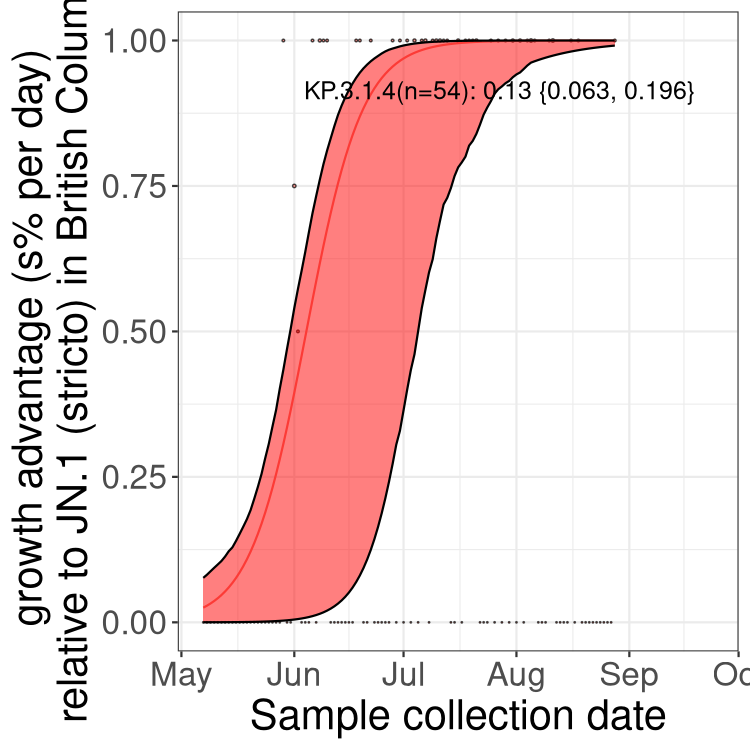 growth advantage (s% per day)
relative to JN.1 (stricto) in British Colum
1.00
0.75
0.50
0.25
0.00
KP.3.1.4(n=54): 0.13 {0.063, 0.196}
May Jun Jul Aug Sep Oc
Sample collection date